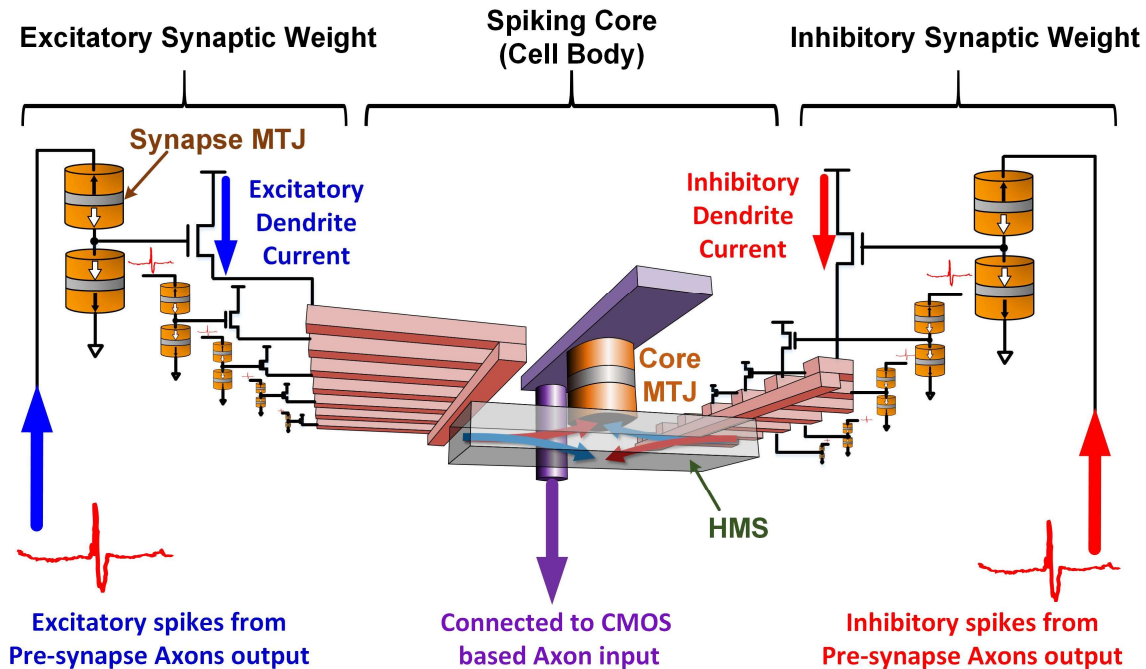 Excitatory Synaptic Weight
Spiking Core
(Cell Body)
Inhibitory Synaptic Weight
Synapse MTJ
Excitatory
Dendrite
Current
Inhibitory
Dendrite
Current
Core
MTJ
HMS
Excitatory spikes from
Pre-synapse Axons output
Connected to CMOS
based Axon input
Inhibitory spikes from
Pre-synapse Axons output